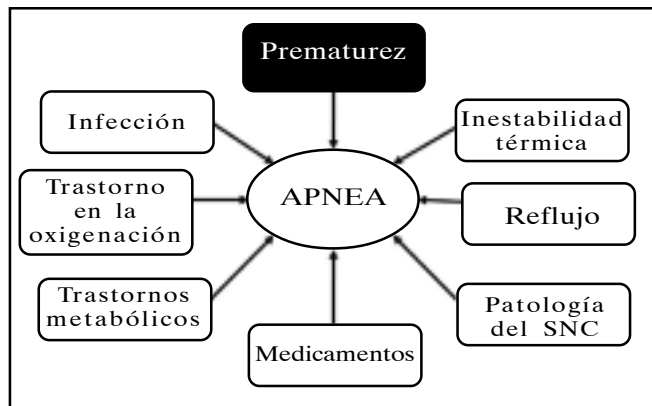 Prematurez
Infección
Inestabilidad
térmica
Trastorno
en la
oxigenación
APNEA
Reflujo
Trastornos
metabólicos
Medicamentos
Patología
del SNC